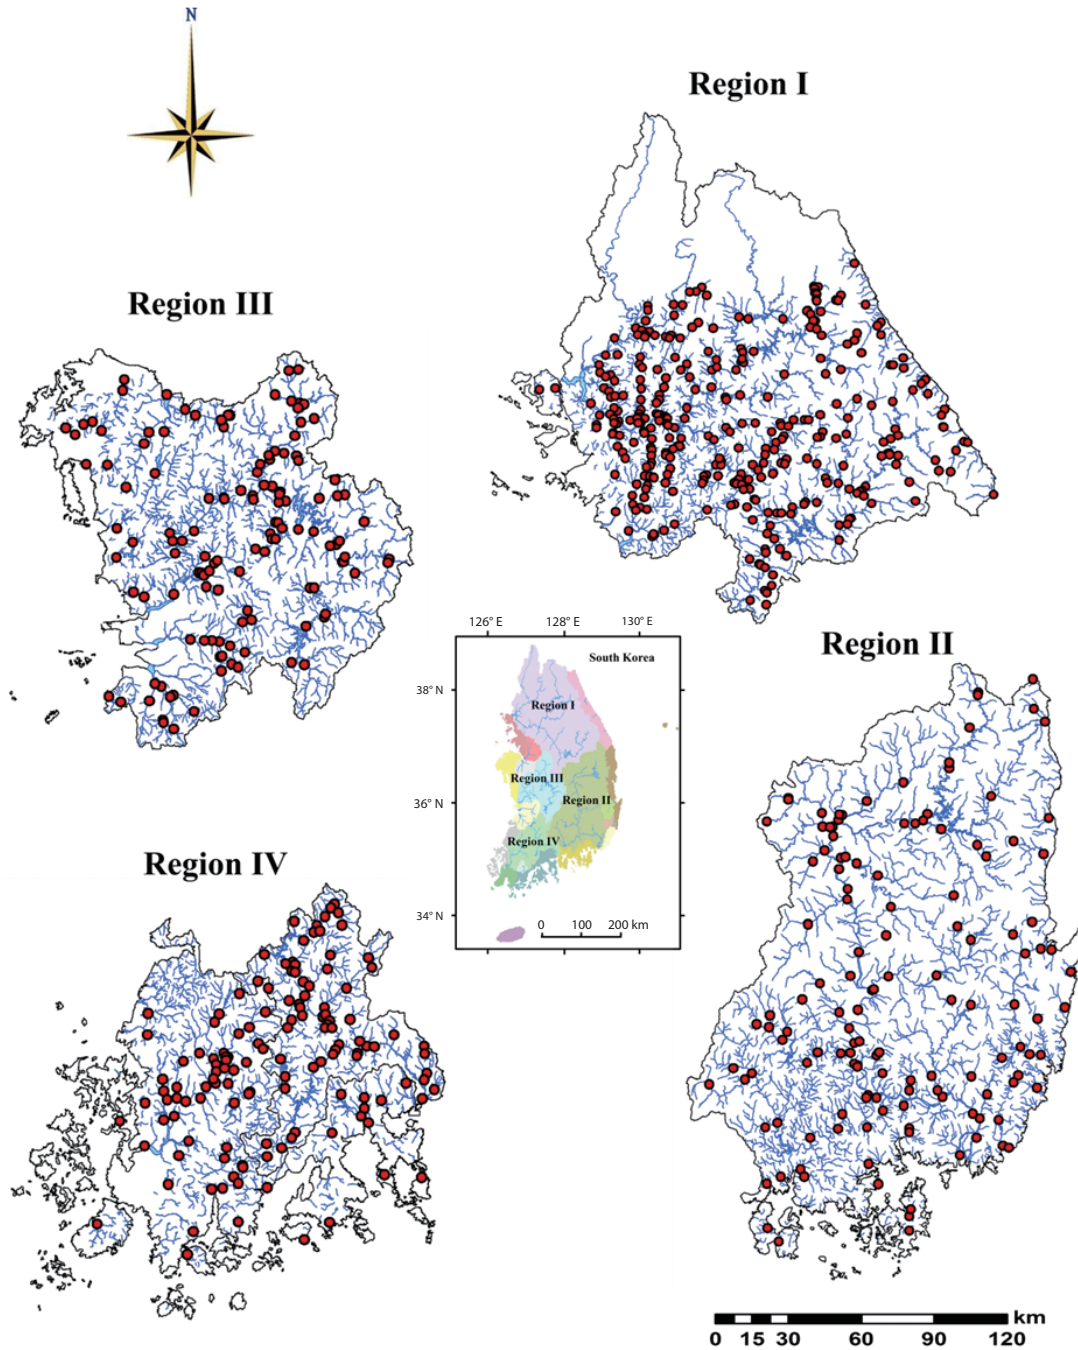 N
Region I
Region III
126° E 128° E 130° E
South Korea
38° N
Region I
Region III
36° N
Region II
Region IV
34° N
0 100 200 km
Region II
Region IV
km
0 15 30 60 90 120